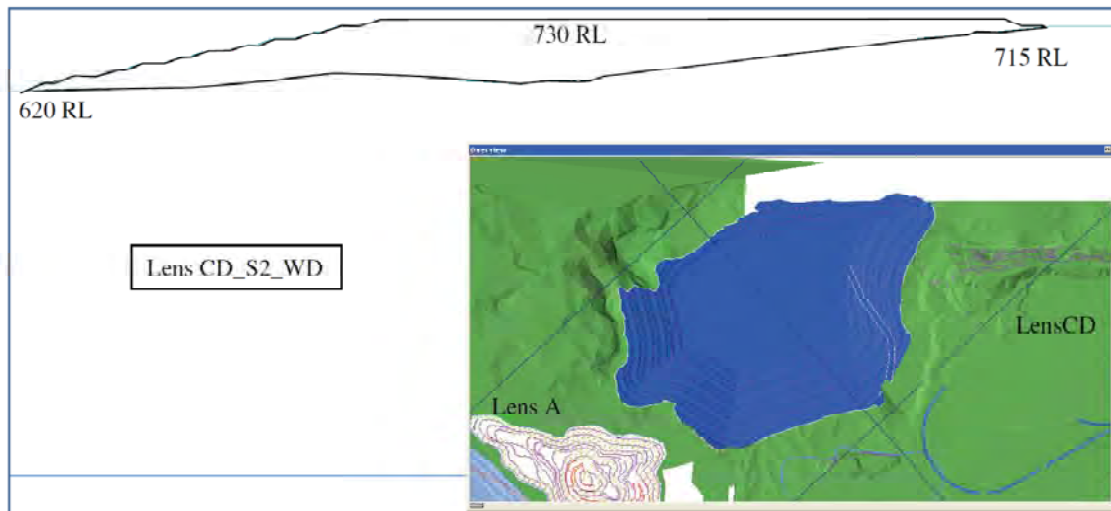 730 RL
715 RL
620 RL
Lens CD_S2_WD
LensCD
Lens A